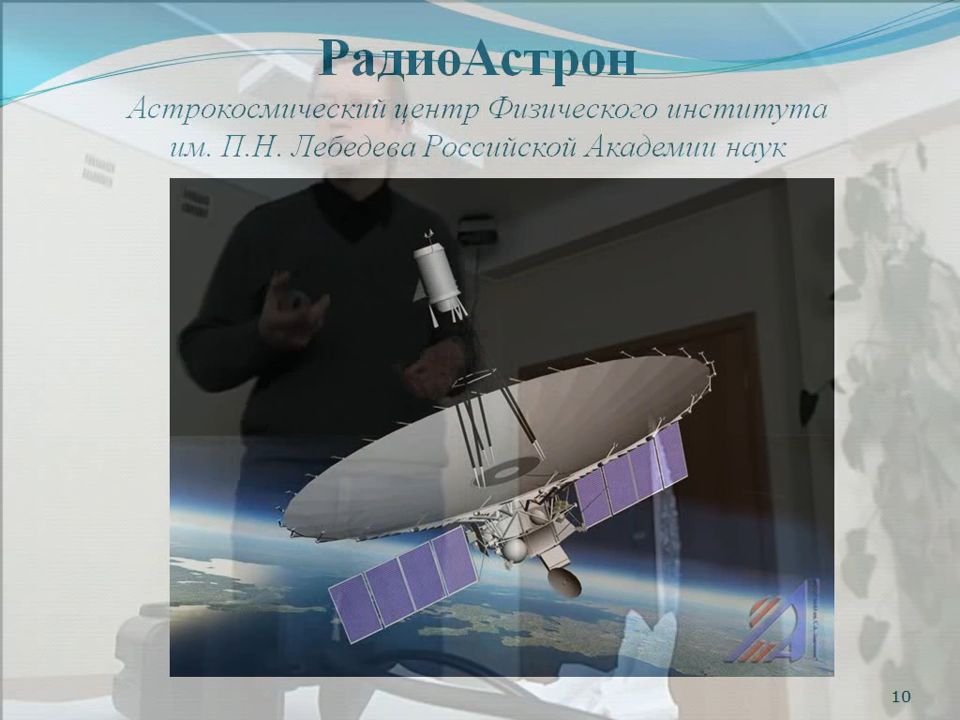 РадиоАстрон
Астрокосмический центр Физического института
им. П.Н. Лебедева Российской Академии наук
10